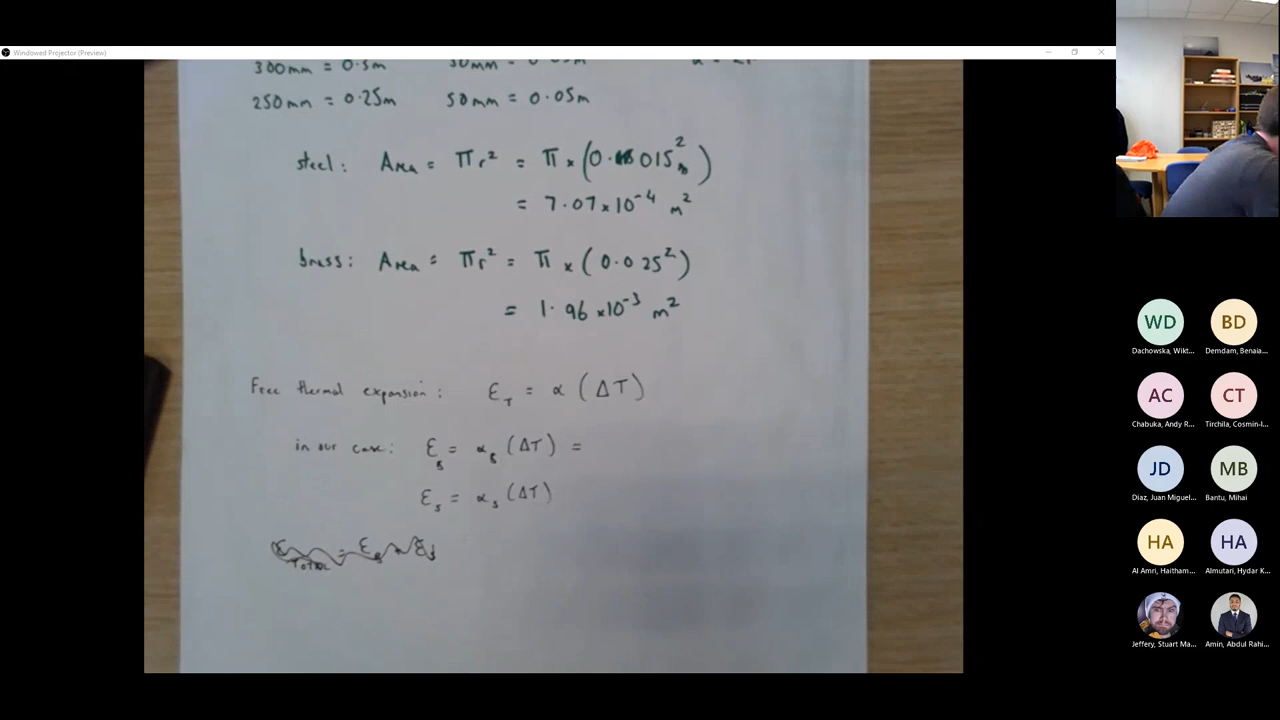 Windowed Projector (Preview)
300mm = 0.3m
250mm = 0.25m 50mm = 0.05m
steel: Area = πr² = π × (0.015²)
= 7.07×10⁻⁴ m²
brass: Area = πr² = π × (0.025²)
= 1.96 ×10⁻³ m²
Free thermal expansion: ε_T = α (ΔT)
in our case: ε_B = α_B (ΔT) =
ε_s = α_s (ΔT)
WD BD
Dachowska, Wikt... Demdam, Benaia...
AC CT
Chabuka, Andy R... Tirchila, Cosmin-I...
JD MB
Diaz, Juan Miguel... Bantu, Mihai
HA HA
Al Amri, Haitham... Almutari, Hydar K...
Jeffery, Stuart Ma... Amin, Abdul Rahi...